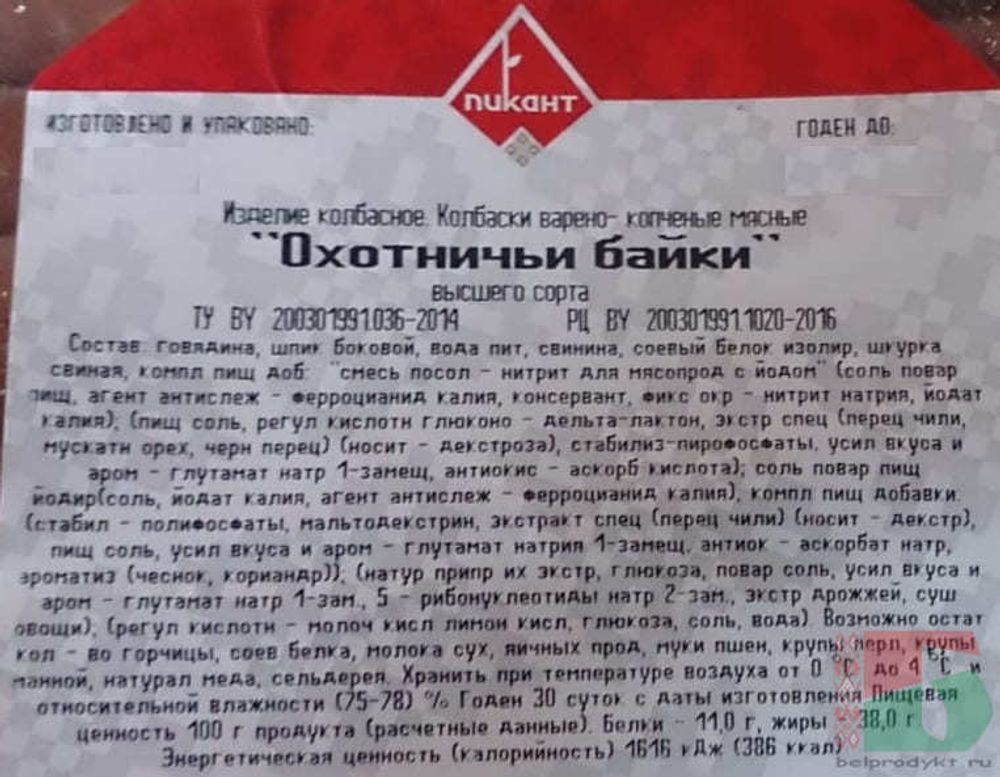 пикант
ИЗГОТОВЛЕНО И УПАКОВАНО:
ГОДЕН ДО:
Изделие колбасное. Колбаски варено- копченые мясные
"Охотничьи байки"
высшего сорта
ТУ BY 200301991.036-2014 РЦ BY 200301991.1020-2016
Состав: говядина, шпик боковой, вода пит, свинина, соевый белок изолир, шкурка
свиная, компл пищ доб: "смесь посол - нитрит для мясопрод с йодом" (соль повар
пищ, агент антислеж - ферроцианид калия, консервант, фикс окр - нитрит натрия, йодат
калия); (пищ соль, регул кислотн глюконо - дельта-лактон, экстр спец (перец чили,
мускатн орех, черн перец) (носит - декстроза), стабилиз-пирофосфаты, усил вкуса и
аром - глутамат натр 1-замещ, антиокис - аскорб кислота); соль повар пищ
йодир(соль, йодат калия, агент антислеж - ферроцианид калия), компл пищ добавки:
(стабил - полифосфаты, мальтодекстрин, экстракт спец (перец чили) (носит - декстр),
пищ соль, усил вкуса и аром - глутамат натрия 1-замещ, антиок - аскорбат натр,
ароматиз (чеснок, кориандр)); (натур припр их экстр, глюкоза, повар соль, усил вкуса и
аром - глутамат натр 1-зам., 5 - рибонуклеотиды натр 2-зам., экстр дрожжей, суш
овощи); (регул кислотн - молоч кисл лимон кисл, глюкоза, соль, вода). Возможно остат
кол - во горчицы, соев белка, молока сух, яичных прод, муки пшен, крупы перл, крупы
манной, натурал меда, сельдерея. Хранить при температуре воздуха от 0 °С до 4 °С и
относительной влажности (75-78) % Годен 30 суток с даты изготовления Пищевая
ценность 100 г продукта (расчетные данные). Белки - 11,0 г, жиры - 38,0 г.
Энергетическая ценность (калорийность) 1616 кДж (386 ккал)
belprodykt.ru